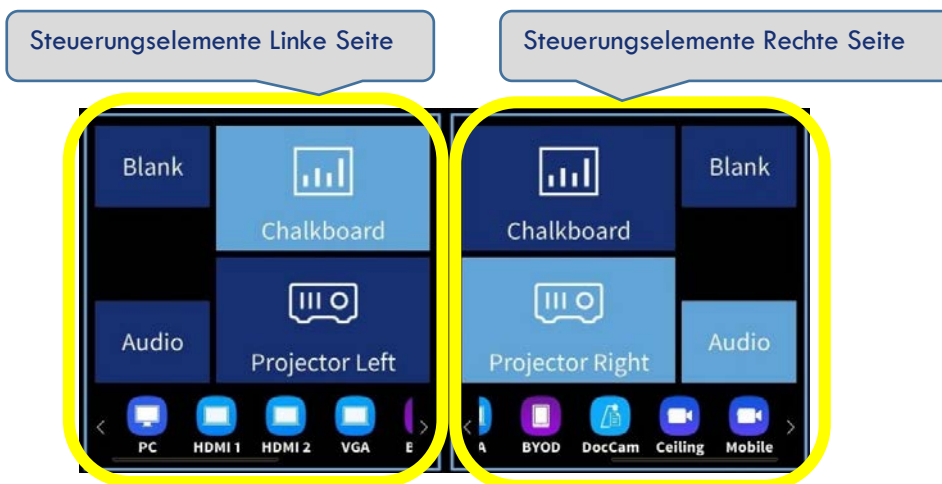 Steuerungselemente Linke Seite
Steuerungselemente Rechte Seite
Blank
Chalkboard
Audio
Projector Left
PC
HDMI 1
HDMI 2
VGA
Chalkboard
Blank
Projector Right
Audio
A
BYOD
DocCam
Ceiling
Mobile